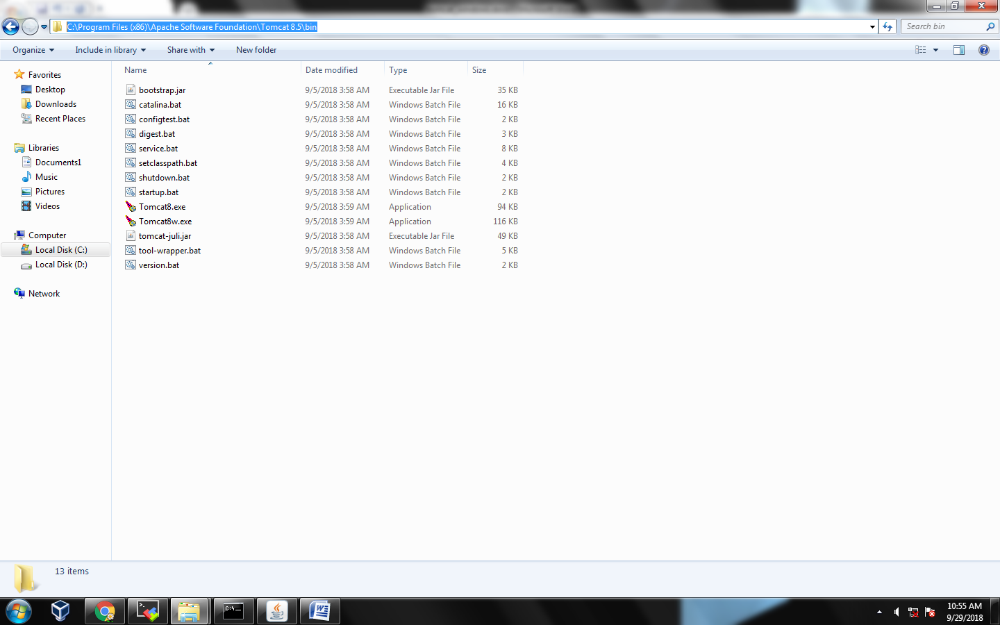 C:\Program Files (x86)\Apache Software Foundation\Tomcat 8.5\bin
Search bin
Organize
Include in library
Share with
New folder
Favorites
Desktop
Downloads
Recent Places
Libraries
Documents1
Music
Pictures
Videos
Computer
Local Disk (C:)
Local Disk (D:)
Network
Name Date modified Type Size
bootstrap.jar 9/5/2018 3:58 AM Executable Jar File 35 KB
catalina.bat 9/5/2018 3:58 AM Windows Batch File 16 KB
configtest.bat 9/5/2018 3:58 AM Windows Batch File 2 KB
digest.bat 9/5/2018 3:58 AM Windows Batch File 3 KB
service.bat 9/5/2018 3:58 AM Windows Batch File 8 KB
setclasspath.bat 9/5/2018 3:58 AM Windows Batch File 4 KB
shutdown.bat 9/5/2018 3:58 AM Windows Batch File 2 KB
startup.bat 9/5/2018 3:58 AM Windows Batch File 2 KB
Tomcat8.exe 9/5/2018 3:59 AM Application 94 KB
Tomcat8w.exe 9/5/2018 3:59 AM Application 116 KB
tomcat-juli.jar 9/5/2018 3:58 AM Executable Jar File 49 KB
tool-wrapper.bat 9/5/2018 3:58 AM Windows Batch File 5 KB
version.bat 9/5/2018 3:58 AM Windows Batch File 2 KB
13 items
10:55 AM
9/29/2018